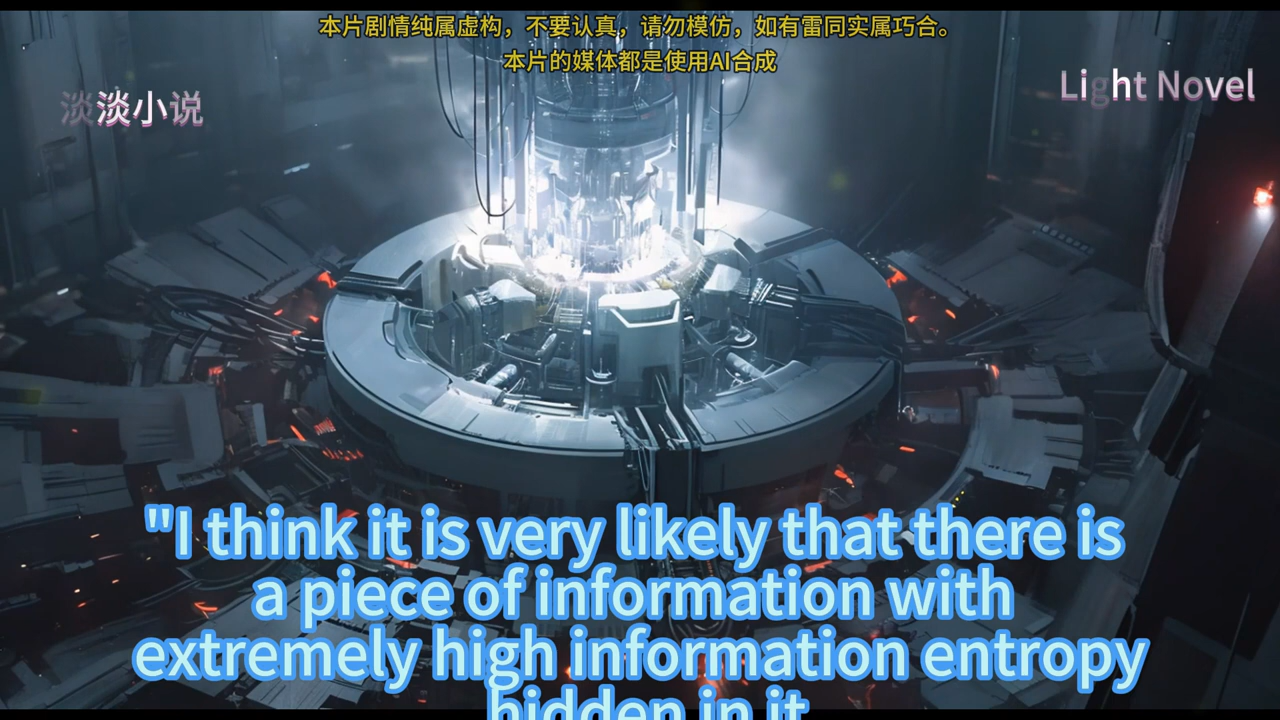 本片剧情纯属虚构，不要认真，请勿模仿，如有雷同实属巧合。
本片的媒体都是使用AI合成
淡淡小说
Light Novel
"I think it is very likely that there is
a piece of information with
extremely high information entropy
hidden in it